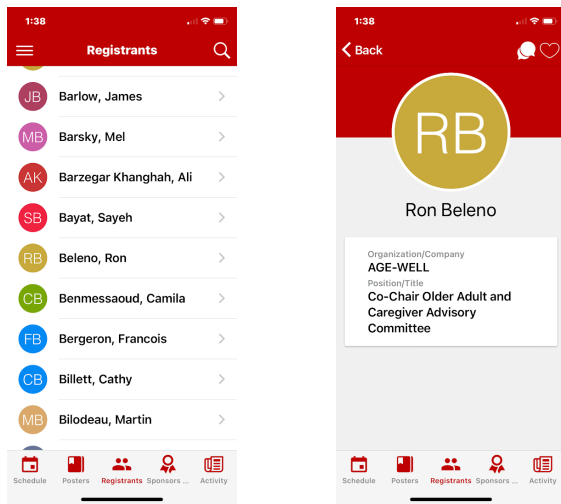 1:38
Registrants
JB Barlow, James
MB Barsky, Mel
AK Barzegar Khanghah, Ali
SB Bayat, Sayeh
RB Beleno, Ron
CB Benmessaoud, Camila
FB Bergeron, Francois
CB Billett, Cathy
MB Bilodeau, Martin
Schedule Posters Registrants Sponsors ... Activity
1:38
Back
RB
Ron Beleno
Organization/Company
AGE-WELL
Position/Title
Co-Chair Older Adult and
Caregiver Advisory
Committee
Schedule Posters Registrants Sponsors ... Activity